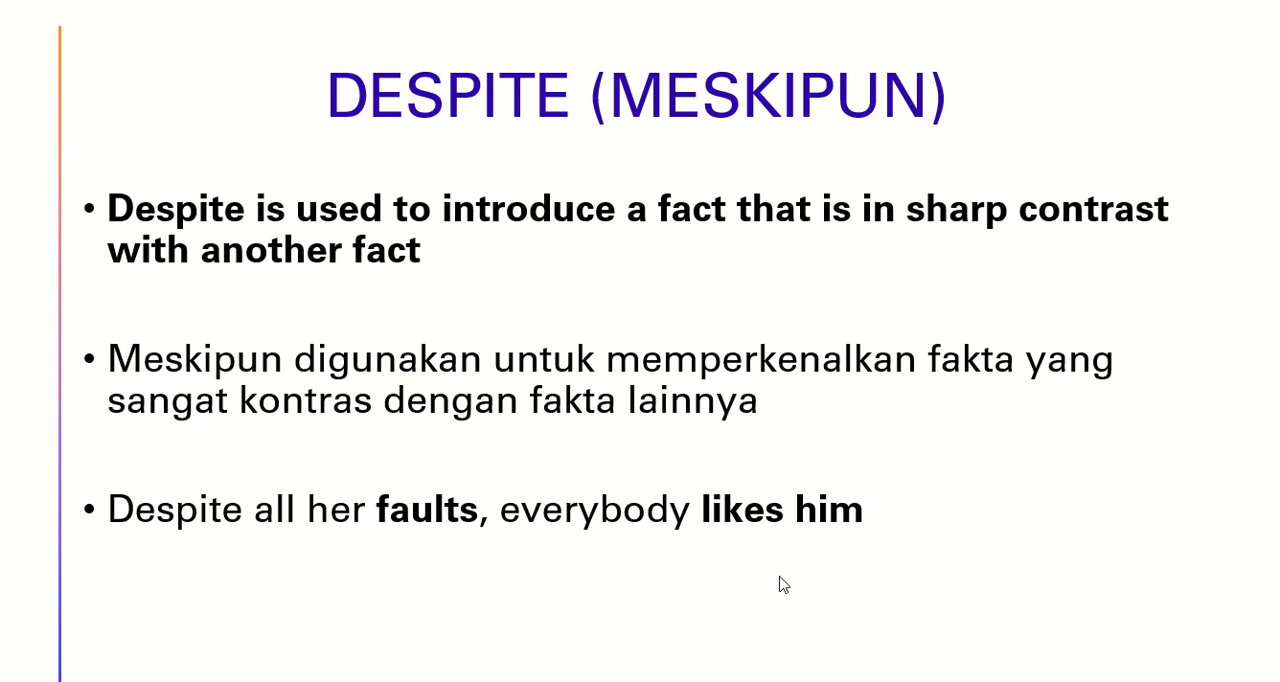 DESPITE (MESKIPUN)
• Despite is used to introduce a fact that is in sharp contrast
with another fact
• Meskipun digunakan untuk memperkenalkan fakta yang
sangat kontras dengan fakta lainnya
• Despite all her faults, everybody likes him